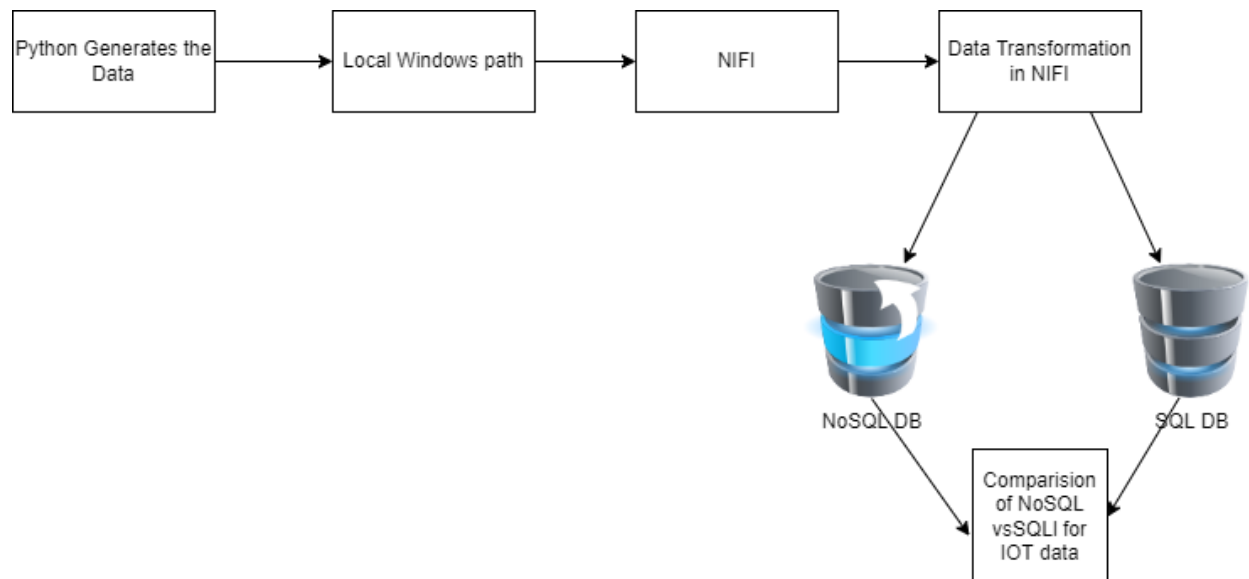 Python Generates the
Data
Local Windows path
NIFI
Data Transformation
in NIFI
NoSQL DB
SQL DB
Comparision
of NoSQL
vsSQLI for
IOT data